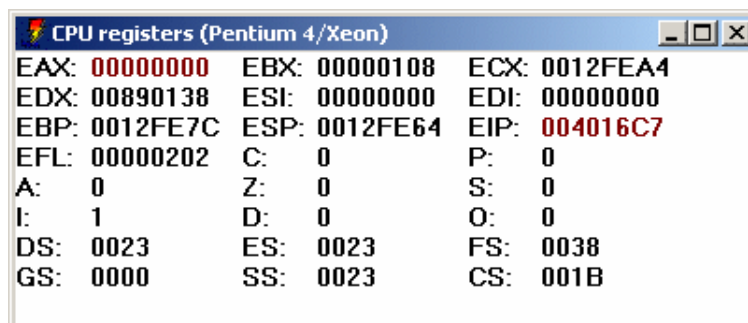 CPU registers (Pentium 4/Xeon)
EAX: 00000000 EBX: 00000108 ECX: 0012FEA4
EDX: 00890138 ESI: 00000000 EDI: 00000000
EBP: 0012FE7C ESP: 0012FE64 EIP: 004016C7
EFL: 00000202 C: 0 P: 0
A: 0 Z: 0 S: 0
I: 1 D: 0 O: 0
DS: 0023 ES: 0023 FS: 0038
GS: 0000 SS: 0023 CS: 001B